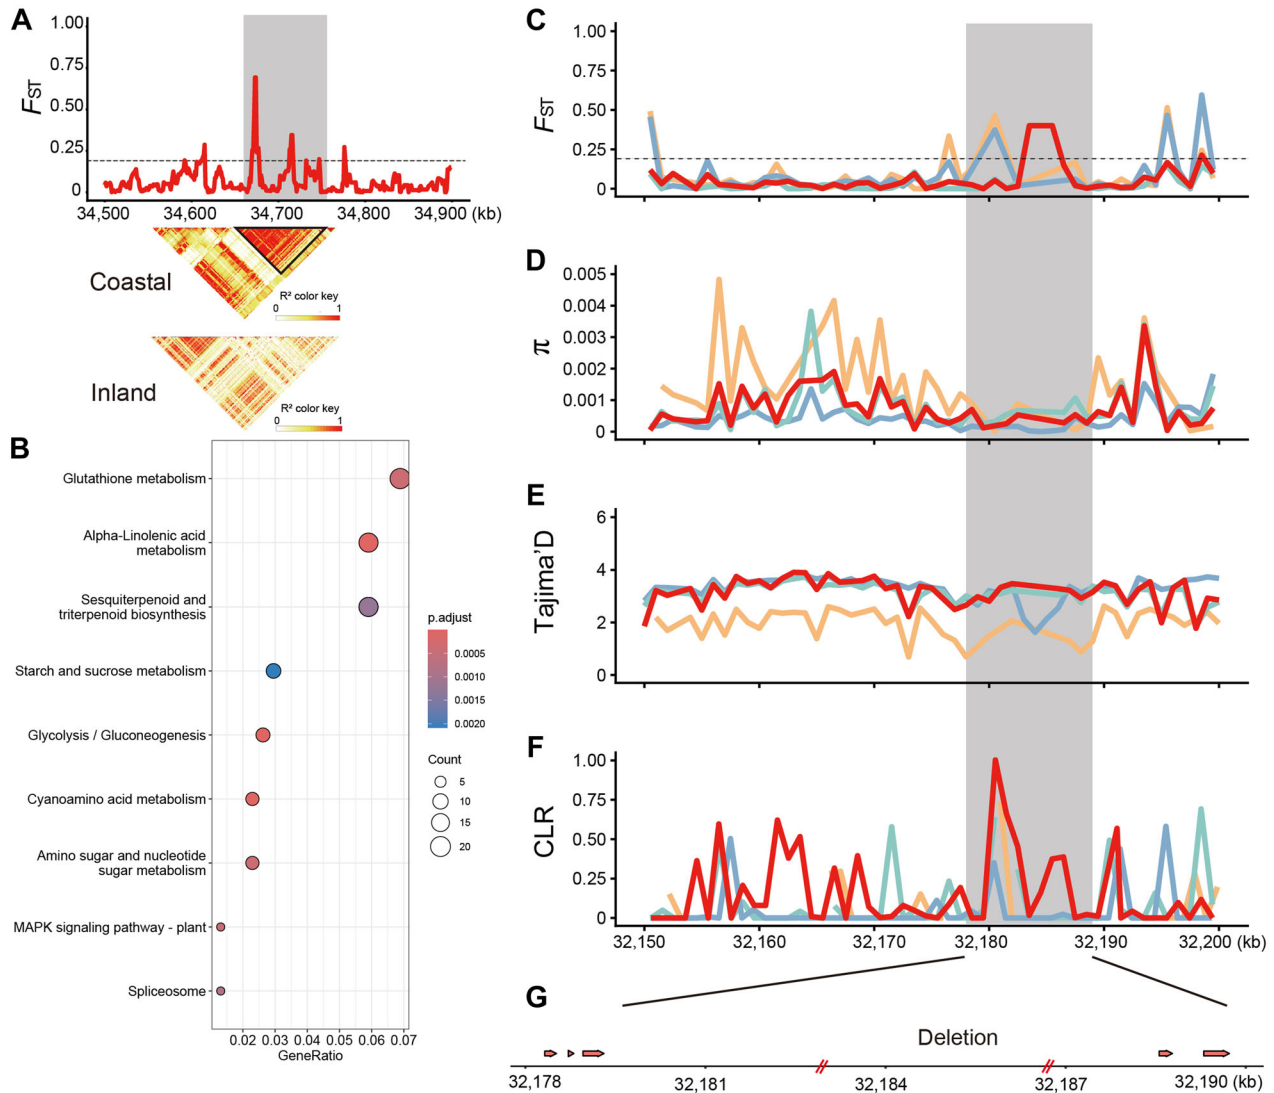 A
1.00
0.75
0.50
0.25
0
FST
34,500
34,600
34,700
34,800
34,900
(kb)
Coastal
R² color key
0
1
Inland
R² color key
0
1
B
Glutathione metabolism
Alpha-Linolenic acid
metabolism
Sesquiterpenoid and
triterpenoid biosynthesis
Starch and sucrose metabolism
Glycolysis / Gluconeogenesis
Cyanoamino acid metabolism
Amino sugar and nucleotide
sugar metabolism
MAPK signaling pathway - plant
Spliceosome
0.02 0.03 0.04 0.05 0.06 0.07
GeneRatio
p.adjust
0.0005
0.0010
0.0015
0.0020
Count
5
10
15
20
C
1.00
0.75
0.50
0.25
0
FST
D
0.005
0.004
0.003
0.002
0.001
0
π
E
6
4
2
0
Tajima'D
F
1.00
0.75
0.50
0.25
0
CLR
32,150
32,160
32,170
32,180
32,190
32,200 (kb)
G
Deletion
32,178
32,181
32,184
32,187
32,190 (kb)